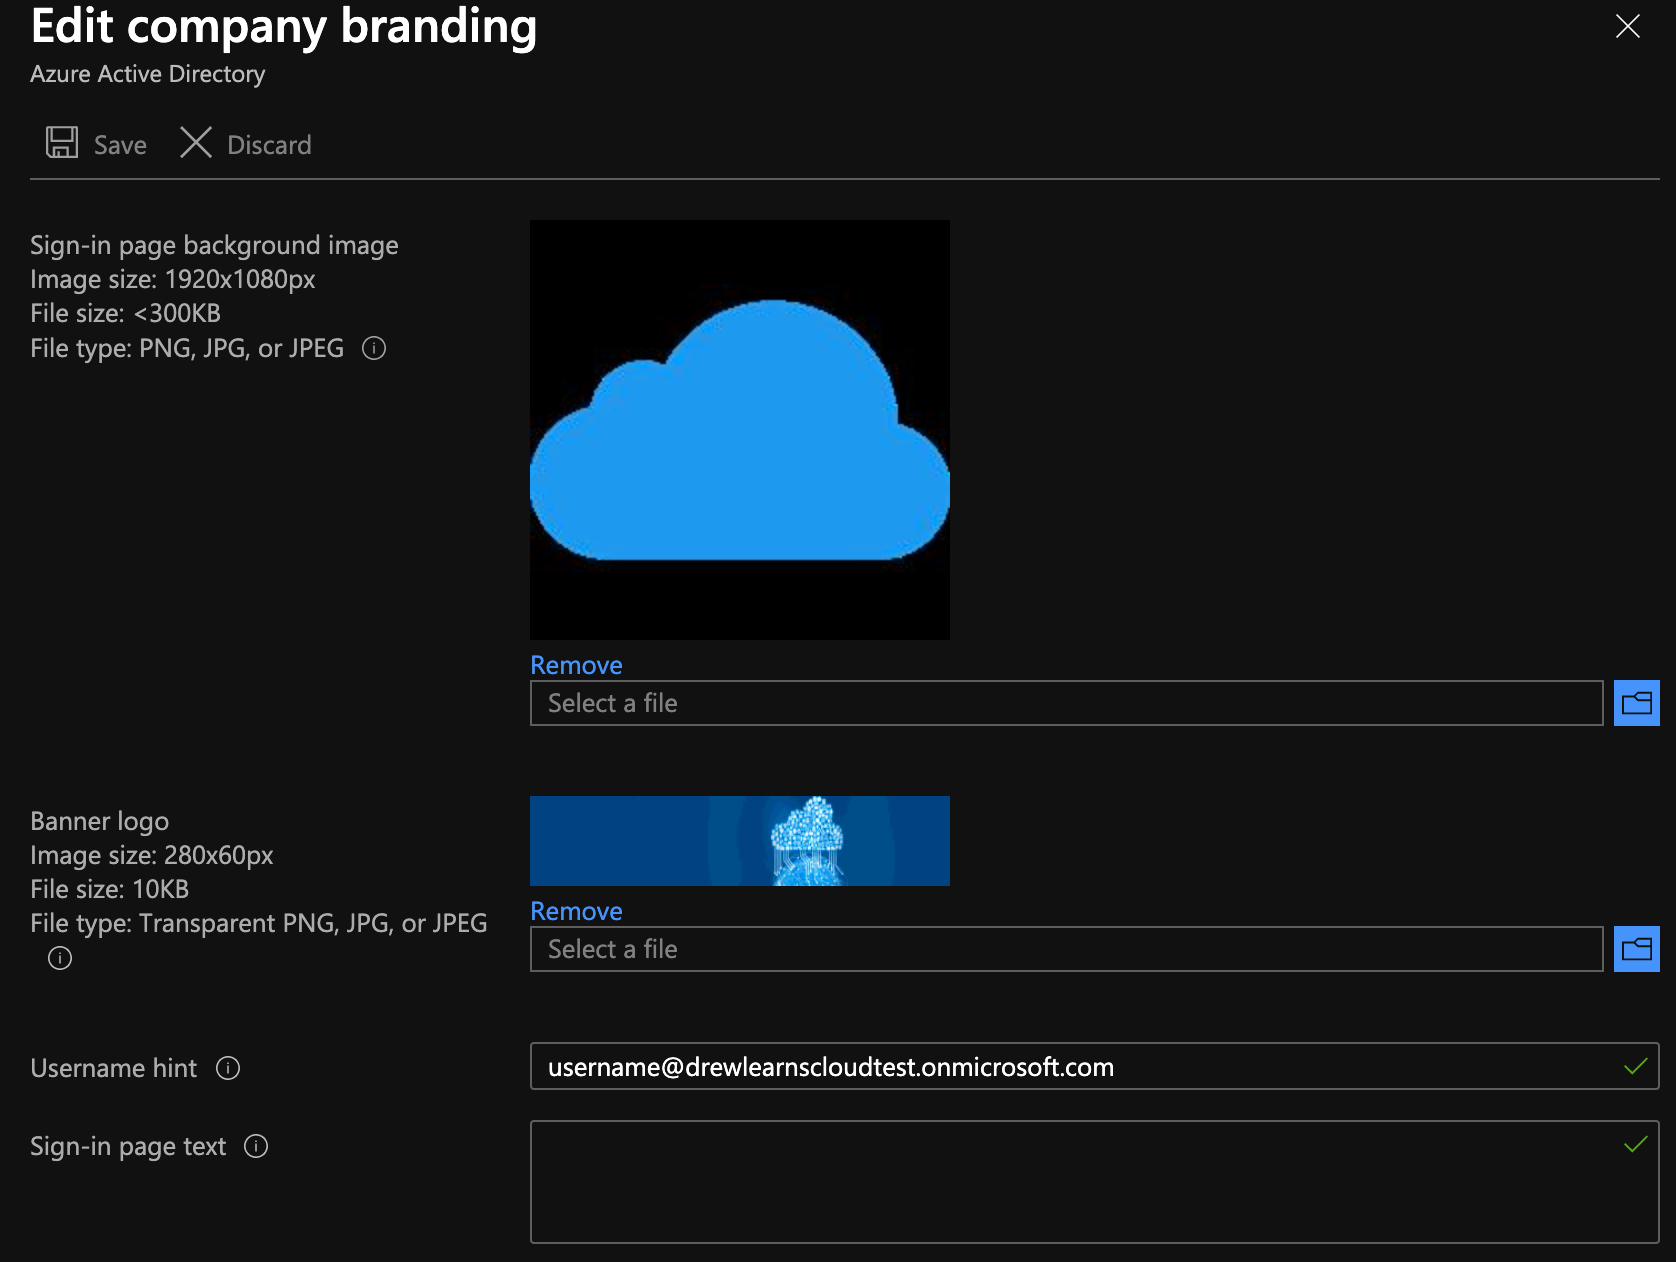 Edit company branding
Azure Active Directory
Save
Discard
Sign-in page background image
Image size: 1920x1080px
File size: <300KB
File type: PNG, JPG, or JPEG
Remove
Select a file
Banner logo
Image size: 280x60px
File size: 10KB
File type: Transparent PNG, JPG, or JPEG
Remove
Select a file
Username hint
username@drewlearnscloudtest.onmicrosoft.com
Sign-in page text